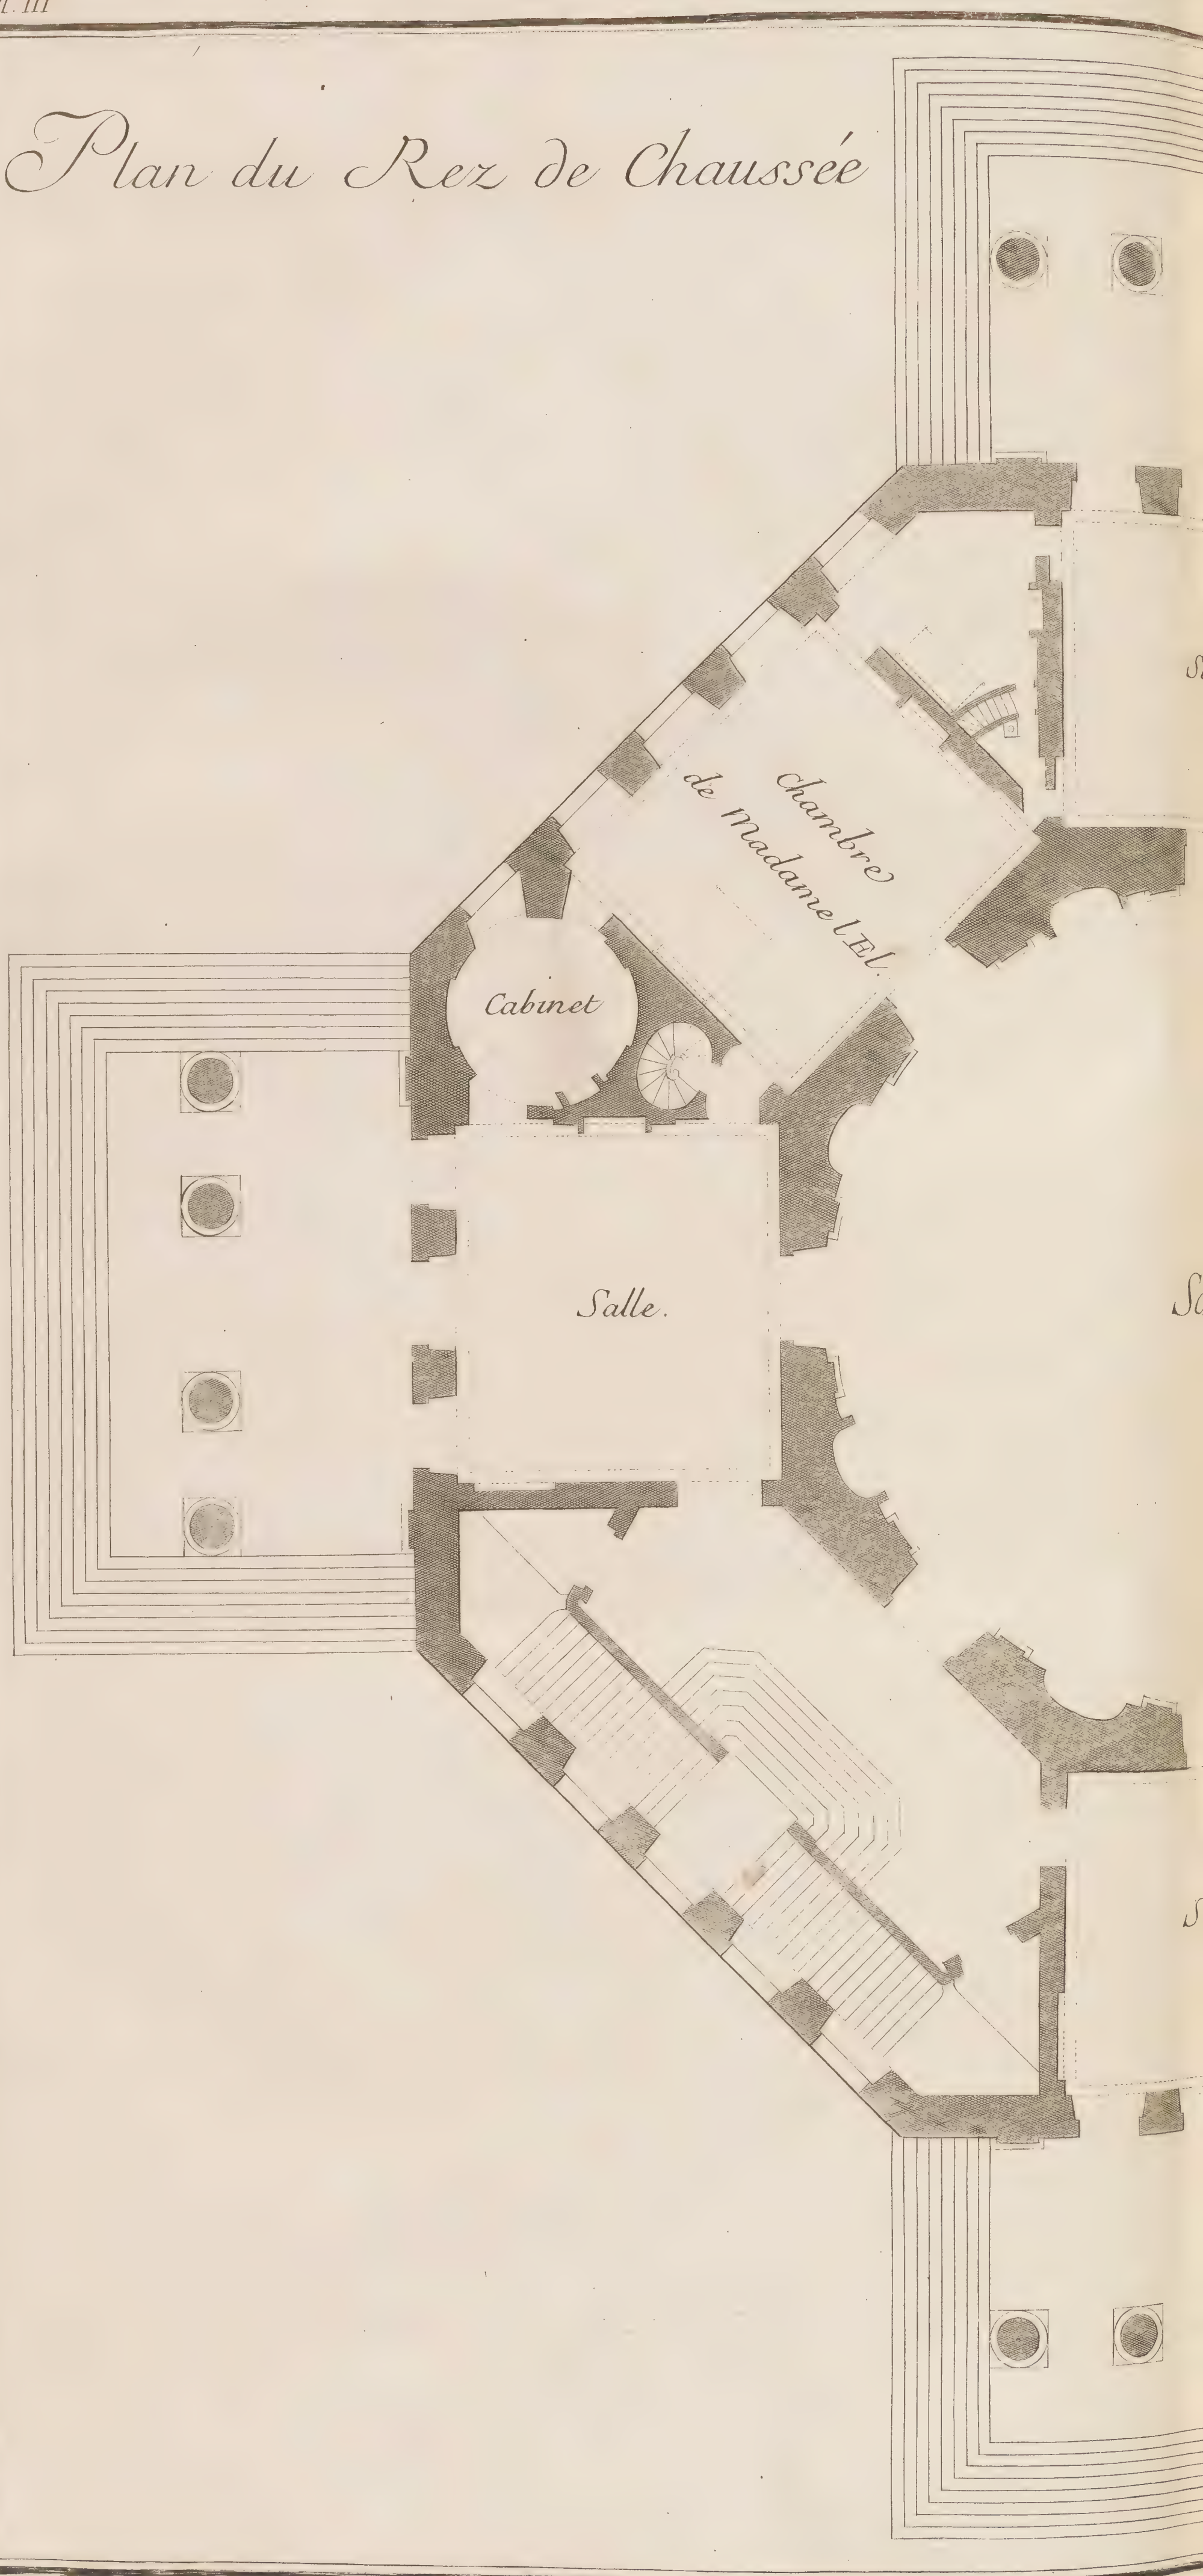 Plan du Rez de Chaussée
Chambre
de Madame l'El.
Cabinet
Salle.